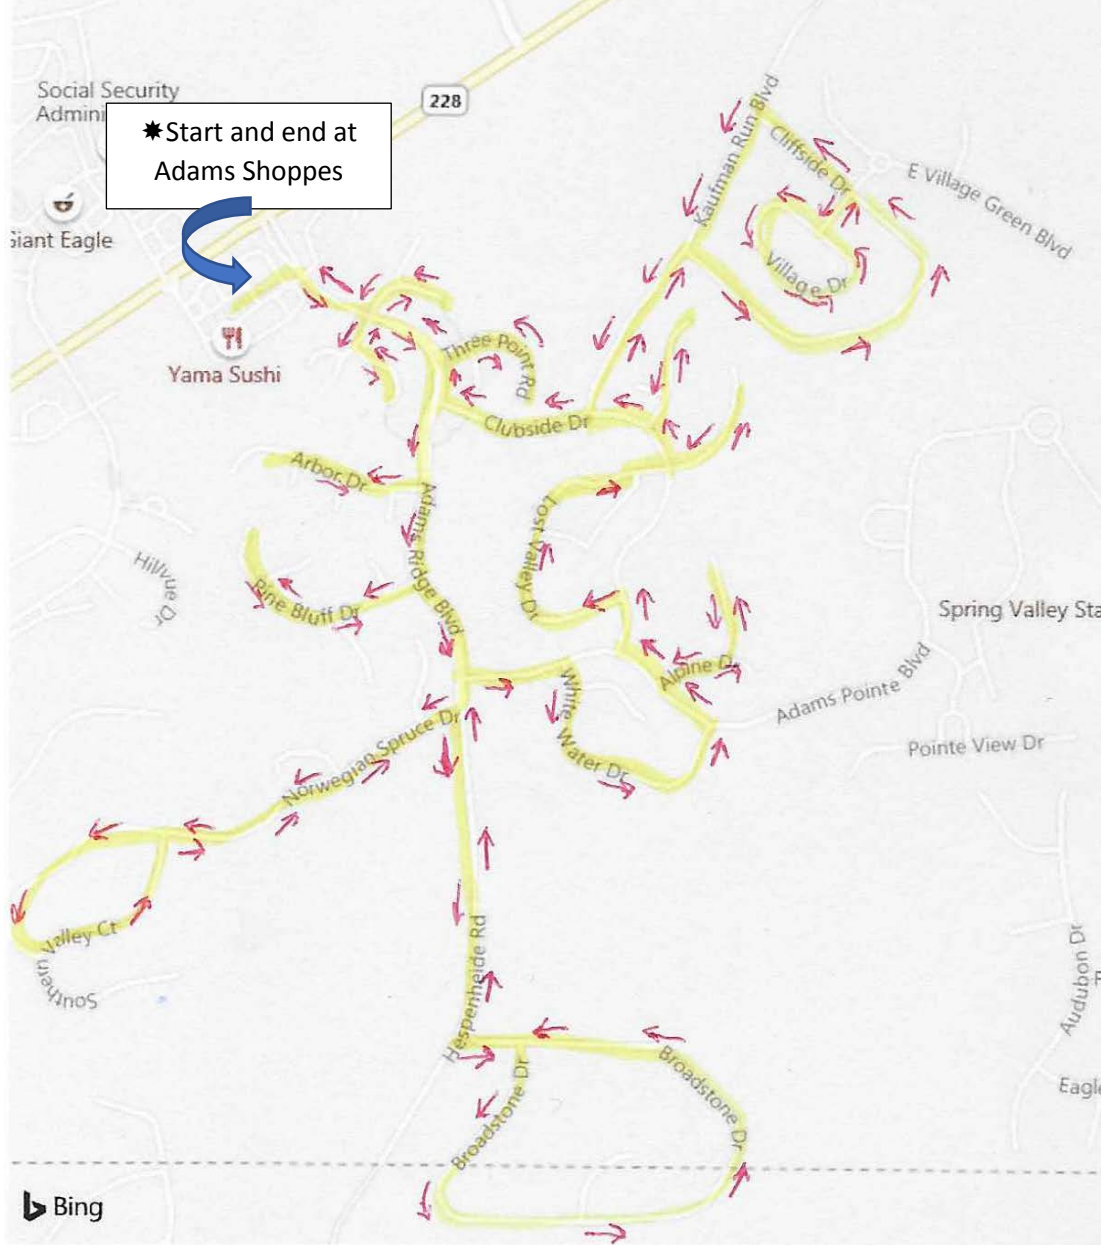 Social Security
Admini
228
✷Start and end at
Adams Shoppes
Giant Eagle
Yama Sushi
Kaufman Run Blvd
Cliffside Dr
E Village Green Blvd
Village Dr
Three Point Rd
Clubside Dr
Arbor Dr
Adams Ridge Blvd
Lost Valley Dr
Hillvue Dr
Pine Bluff Dr
Spring Valley Sta
Alpine Dr
Adams Pointe Blvd
White Water Dr
Pointe View Dr
Norwegian Spruce Dr
Southern Valley Ct
Hespenheide Rd
Audubon Dr
Broadstone Dr
Broadstone Dr
Eagle
Bing